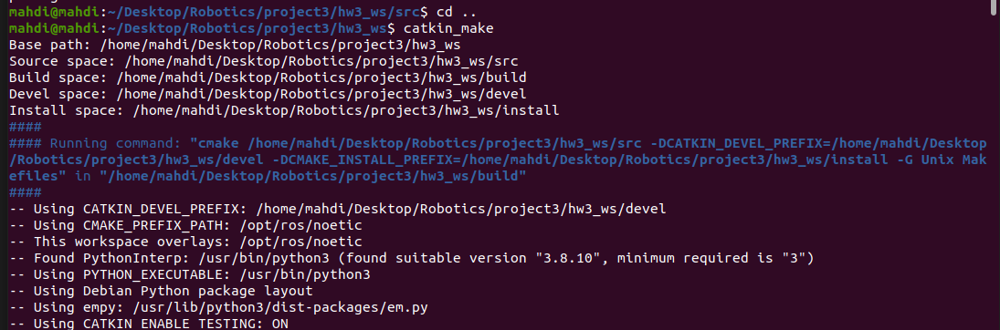 mahdi@mahdi:~/Desktop/Robotics/project3/hw3_ws/src$ cd ..
mahdi@mahdi:~/Desktop/Robotics/project3/hw3_ws$ catkin_make
Base path: /home/mahdi/Desktop/Robotics/project3/hw3_ws
Source space: /home/mahdi/Desktop/Robotics/project3/hw3_ws/src
Build space: /home/mahdi/Desktop/Robotics/project3/hw3_ws/build
Devel space: /home/mahdi/Desktop/Robotics/project3/hw3_ws/devel
Install space: /home/mahdi/Desktop/Robotics/project3/hw3_ws/install
####
#### Running command: "cmake /home/mahdi/Desktop/Robotics/project3/hw3_ws/src -DCATKIN_DEVEL_PREFIX=/home/mahdi/Desktop
/Robotics/project3/hw3_ws/devel -DCMAKE_INSTALL_PREFIX=/home/mahdi/Desktop/Robotics/project3/hw3_ws/install -G Unix Mak
efiles" in "/home/mahdi/Desktop/Robotics/project3/hw3_ws/build"
####
-- Using CATKIN_DEVEL_PREFIX: /home/mahdi/Desktop/Robotics/project3/hw3_ws/devel
-- Using CMAKE_PREFIX_PATH: /opt/ros/noetic
-- This workspace overlays: /opt/ros/noetic
-- Found PythonInterp: /usr/bin/python3 (found suitable version "3.8.10", minimum required is "3")
-- Using PYTHON_EXECUTABLE: /usr/bin/python3
-- Using Debian Python package layout
-- Using empy: /usr/lib/python3/dist-packages/em.py
-- Using CATKIN_ENABLE_TESTING: ON